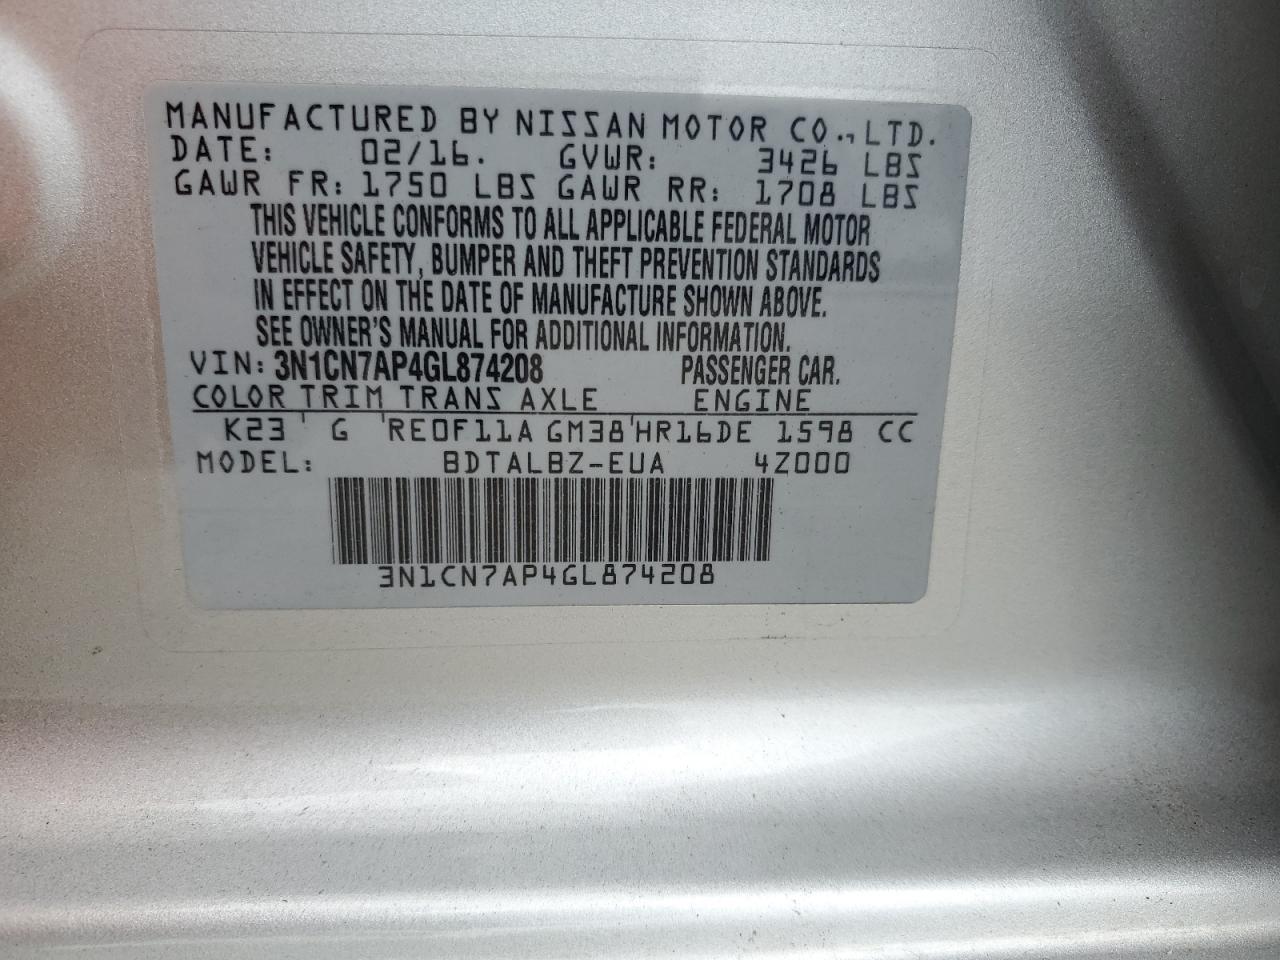 MANUFACTURED BY NISSAN MOTOR CO., LTD.
DATE: 02/16. GVWR: 3426 LBS
GAWR FR: 1750 LBS GAWR RR: 1708 LBS
THIS VEHICLE CONFORMS TO ALL APPLICABLE FEDERAL MOTOR
VEHICLE SAFETY, BUMPER AND THEFT PREVENTION STANDARDS
IN EFFECT ON THE DATE OF MANUFACTURE SHOWN ABOVE.
SEE OWNER'S MANUAL FOR ADDITIONAL INFORMATION.
VIN: 3N1CN7AP4GL874208 PASSENGER CAR.
COLOR TRIM TRANS AXLE ENGINE
K23 ' G 'RE0F11A GM38'HR16DE 1598 CC
MODEL: BDTALBZ-EUA 4Z000
3N1CN7AP4GL874208